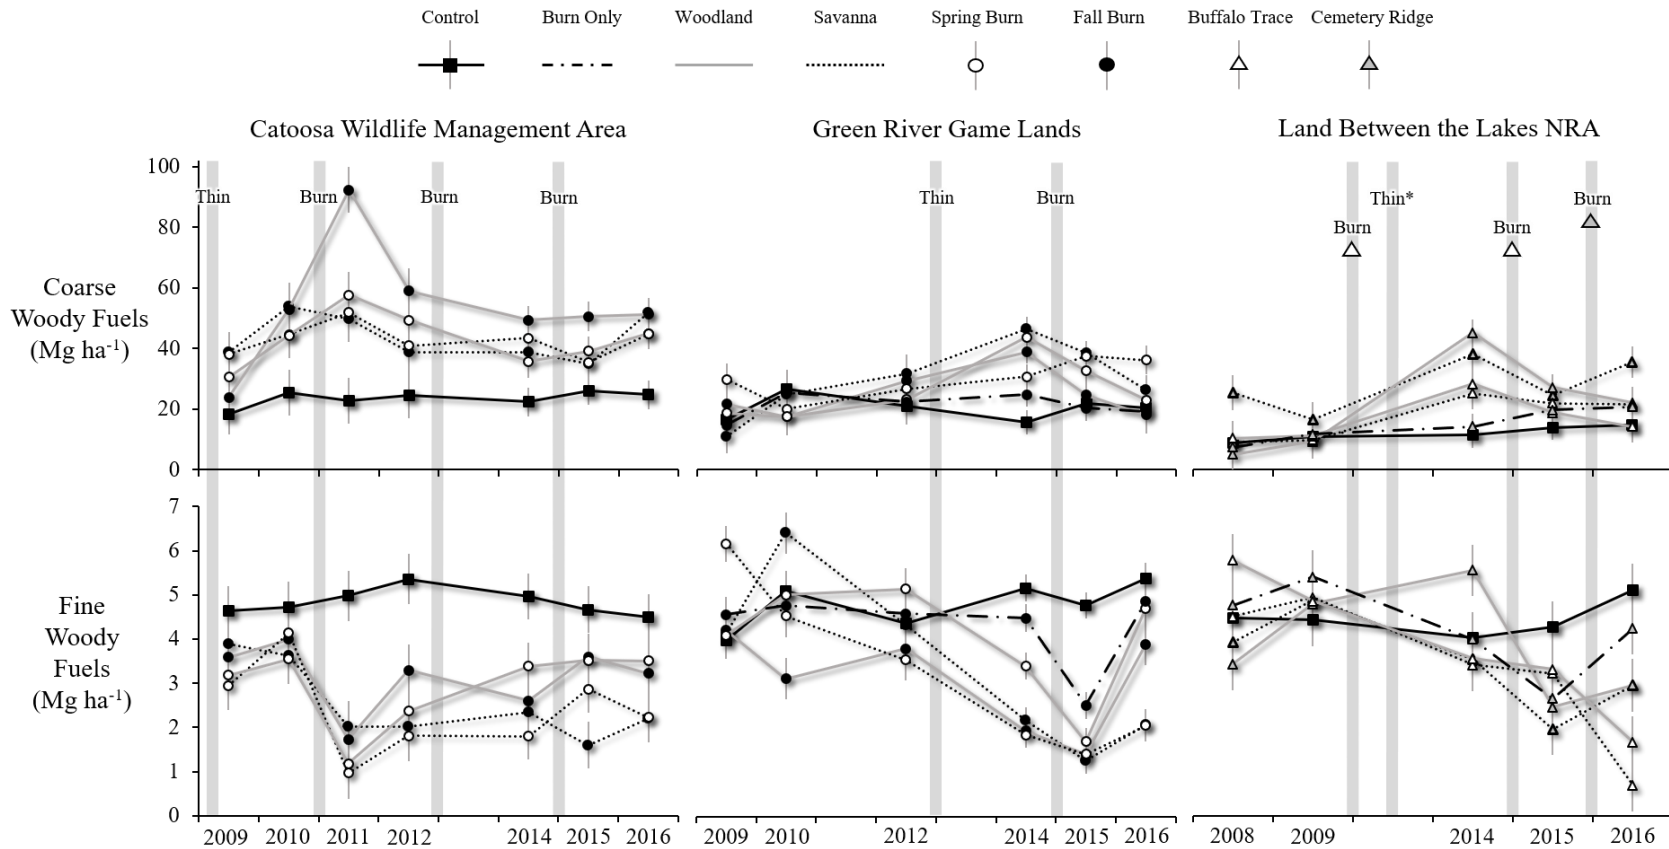 Control Burn Only Woodland Savanna Spring Burn Fall Burn Buffalo Trace Cemetery Ridge
Catoosa Wildlife Management Area Green River Game Lands Land Between the Lakes NRA
Coarse
Woody Fuels
(Mg ha⁻¹)
100
80
60
40
20
0
Thin Burn Burn Burn
Thin Burn
Burn Thin* Burn Burn
Fine
Woody
Fuels
(Mg ha⁻¹)
7
6
5
4
3
2
1
0
2009 2010 2011 2012 2014 2015 2016
2009 2010 2012 2014 2015 2016
2008 2009 2014 2015 2016